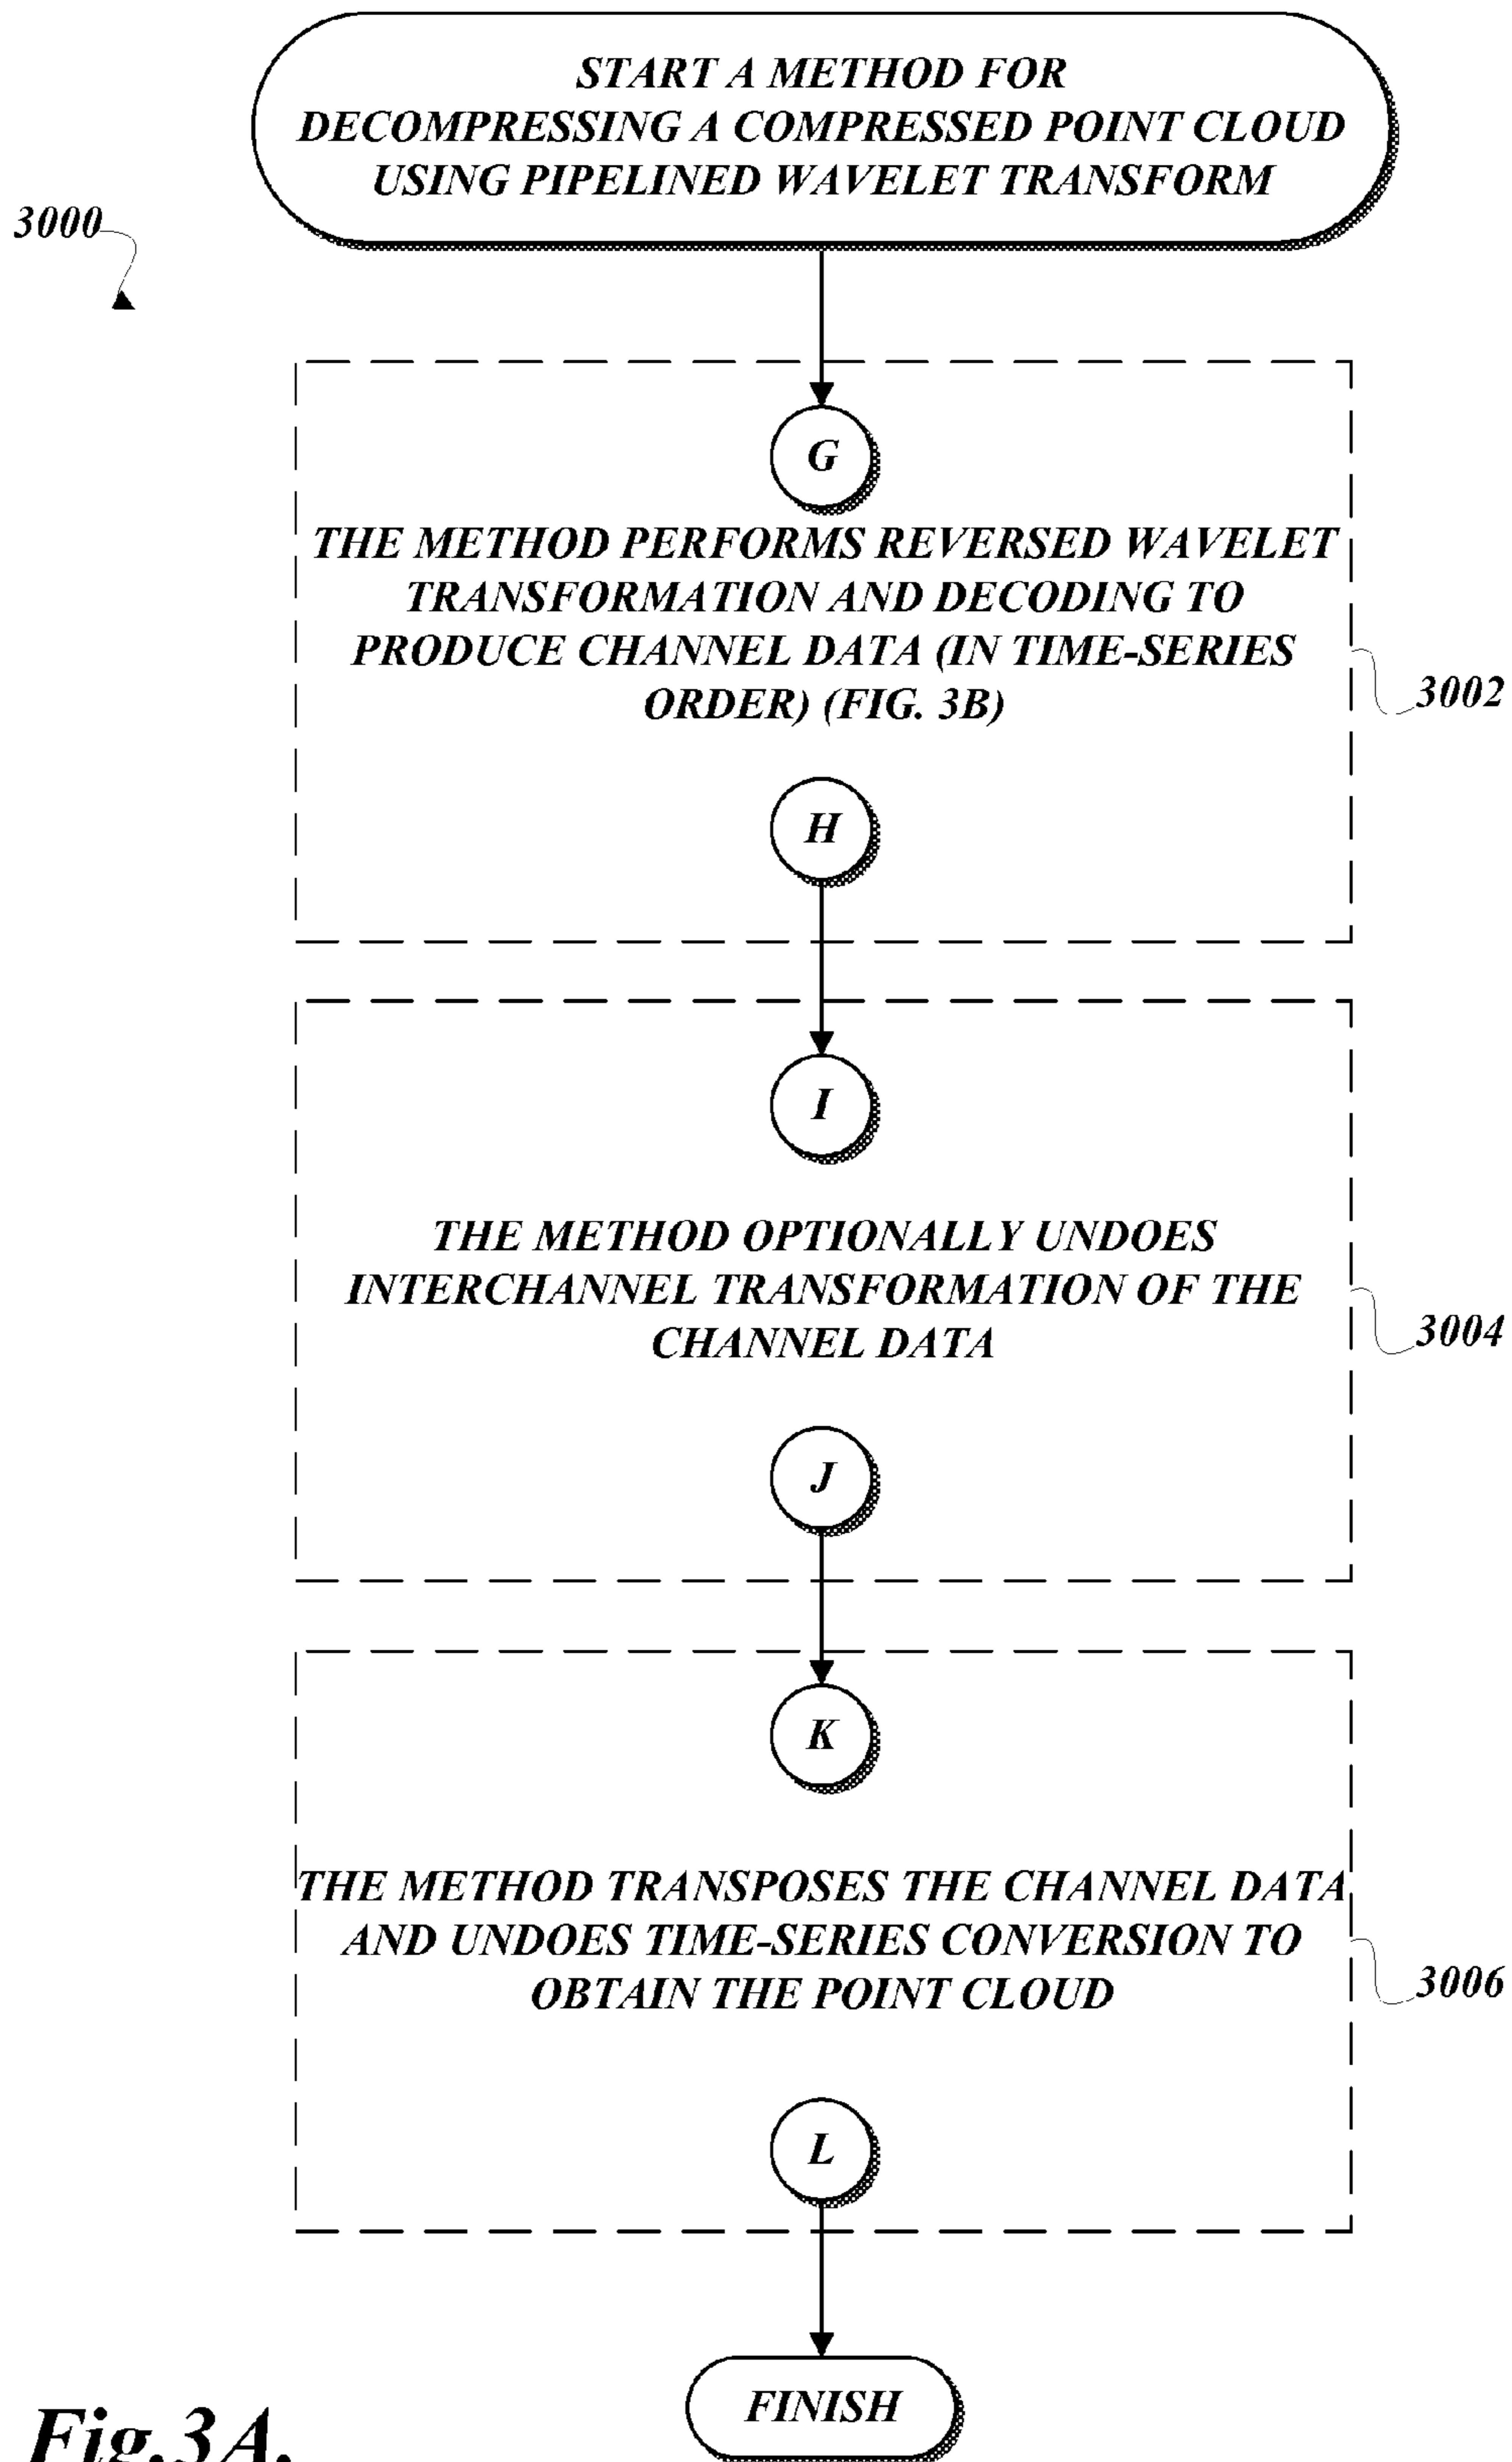 START A METHOD FOR
DECOMPRESSING A COMPRESSED POINT CLOUD
USING PIPELINED WAVELET TRANSFORM
3000
G
THE METHOD PERFORMS REVERSED WAVELET
TRANSFORMATION AND DECODING TO
PRODUCE CHANNEL DATA (IN TIME-SERIES
ORDER) (FIG. 3B)
3002
H
I
THE METHOD OPTIONALLY UNDOES
INTERCHANNEL TRANSFORMATION OF THE
CHANNEL DATA
3004
J
K
THE METHOD TRANSPOSES THE CHANNEL DATA
AND UNDOES TIME-SERIES CONVERSION TO
OBTAIN THE POINT CLOUD
3006
L
FINISH
Fig.3A.